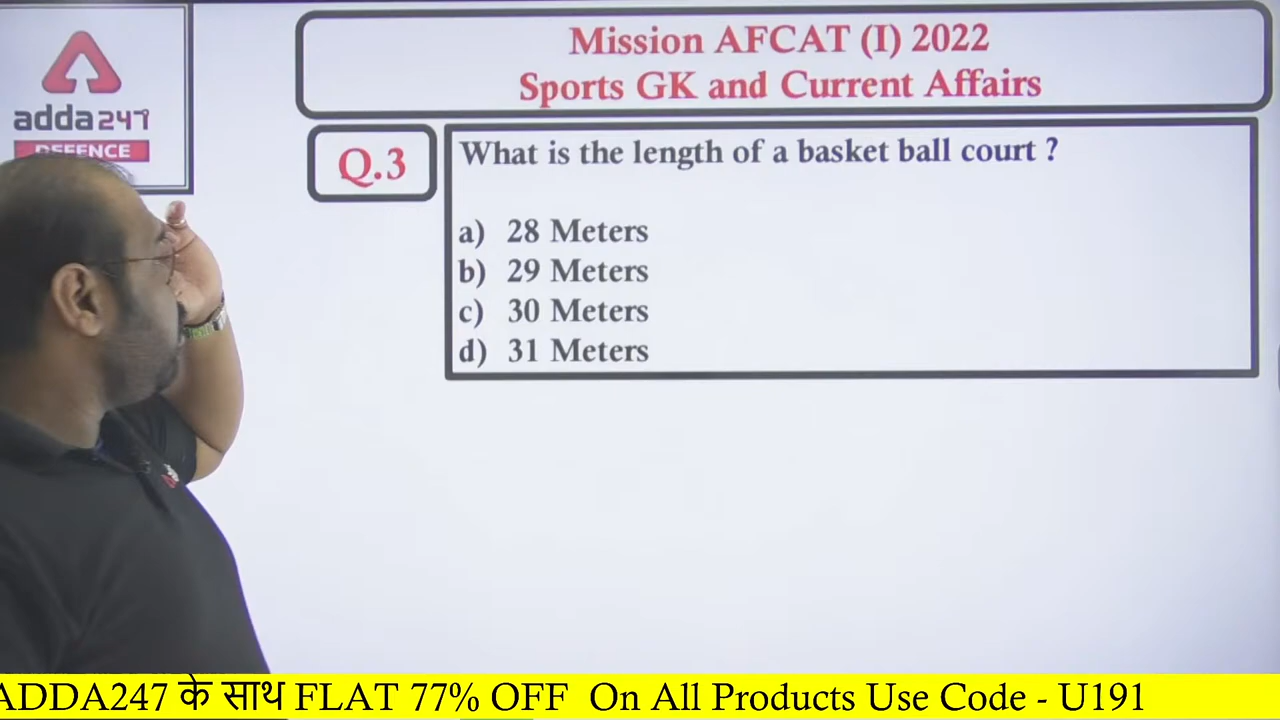 adda247
DEFENCE
Mission AFCAT (I) 2022
Sports GK and Current Affairs
Q.3
What is the length of a basket ball court ?
a) 28 Meters
b) 29 Meters
c) 30 Meters
d) 31 Meters
ADDA247 के साथ FLAT 77% OFF On All Products Use Code - U191